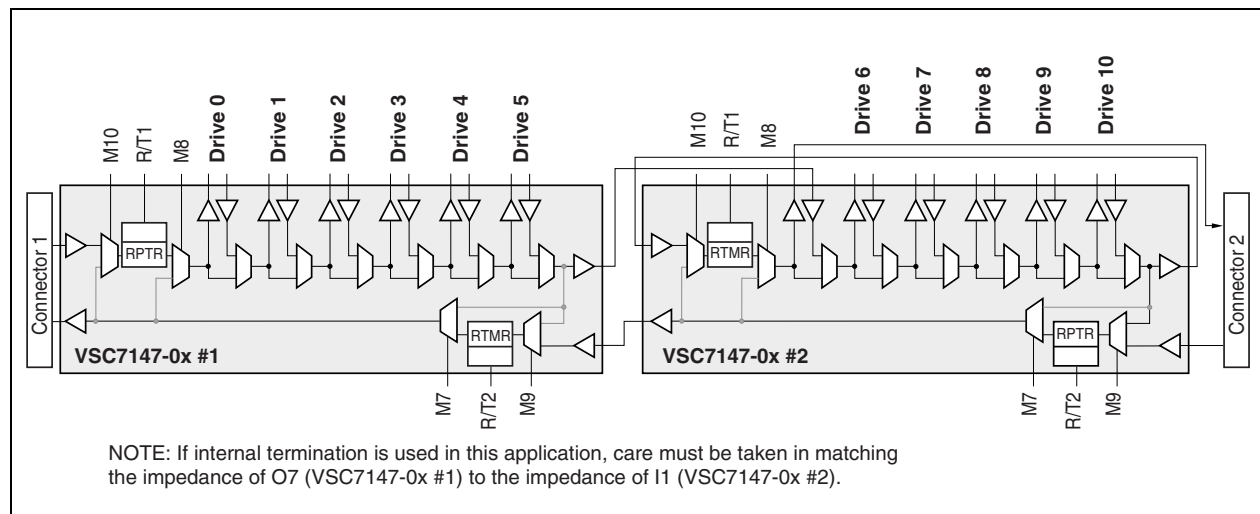 M10
R/T1
M8
Drive 0
Drive 1
Drive 2
Drive 3
Drive 4
Drive 5
M10
R/T1
M8
Drive 6
Drive 7
Drive 8
Drive 9
Drive 10
Connector 1
RPTR
RTMR
VSC7147-0x #1
M7
R/T2
M9
RTMR
RPTR
VSC7147-0x #2
M7
R/T2
M9
Connector 2
NOTE: If internal termination is used in this application, care must be taken in matching
the impedance of O7 (VSC7147-0x #1) to the impedance of I1 (VSC7147-0x #2).